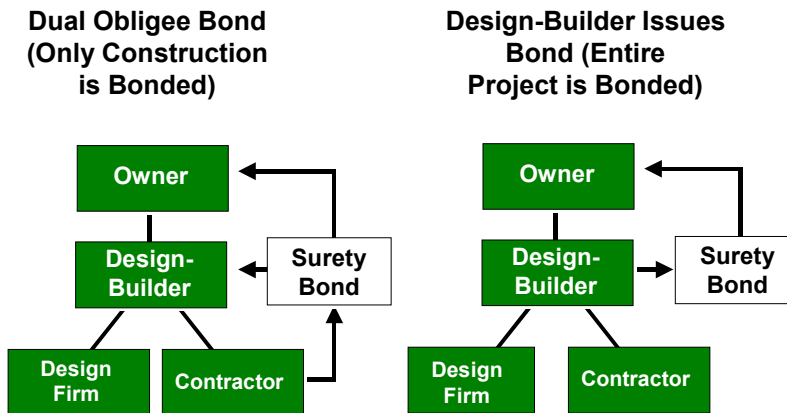 Dual Obligee Bond
(Only Construction
is Bonded)
Owner
Design-
Builder
Surety
Bond
Design
Firm
Contractor
Design-Builder Issues
Bond (Entire
Project is Bonded)
Owner
Design-
Builder
Surety
Bond
Design
Firm
Contractor